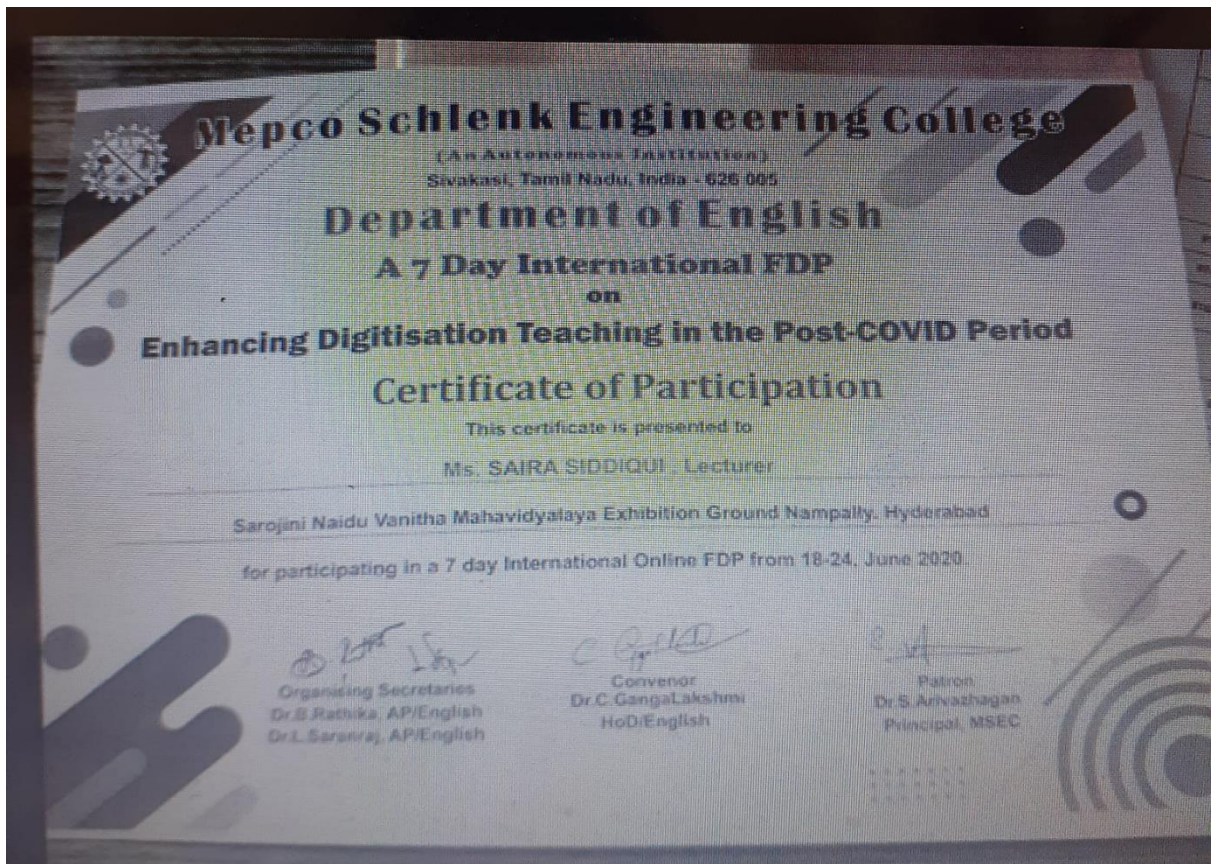 Mepco Schlenk Engineering College
(An Autonomous Institution)
Sivakasi, Tamil Nadu, India - 626 005
Department of English
A 7 Day International FDP
on
Enhancing Digitisation Teaching in the Post-COVID Period
Certificate of Participation
This certificate is presented to
Ms. SAIRA SIDDIQUI , Lecturer
Sarojini Naidu Vanitha Mahavidyalaya Exhibition Ground Nampally, Hyderabad
for participating in a 7 day International Online FDP from 18-24, June 2020.
Organising Secretaries
Dr.B.Rathika, AP/English
Dr.L.Saranraj, AP/English
Convenor
Dr.C.GangaLakshmi
HoD/English
Patron
Dr.S.Arivazhagan
Principal, MSEC